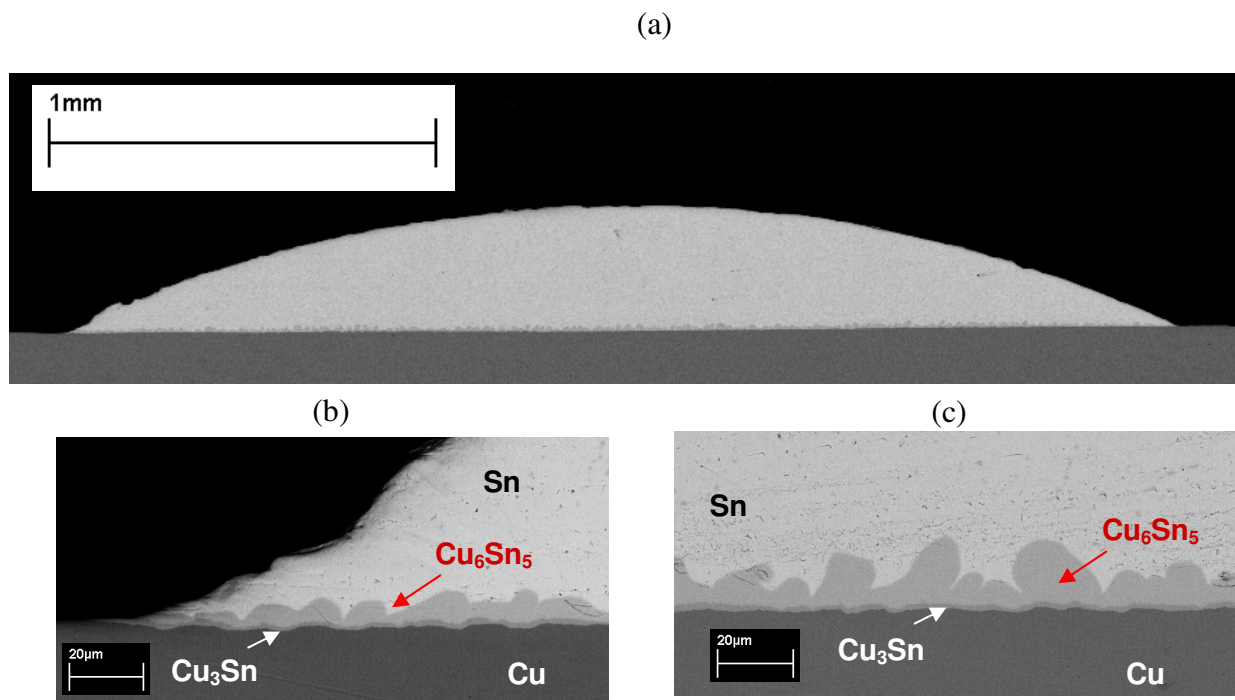 (a)
1mm
(b)
(c)
Sn
Cu₆Sn₅
20µm
Cu₃Sn
Cu
Sn
Cu₆Sn₅
20µm
Cu₃Sn
Cu